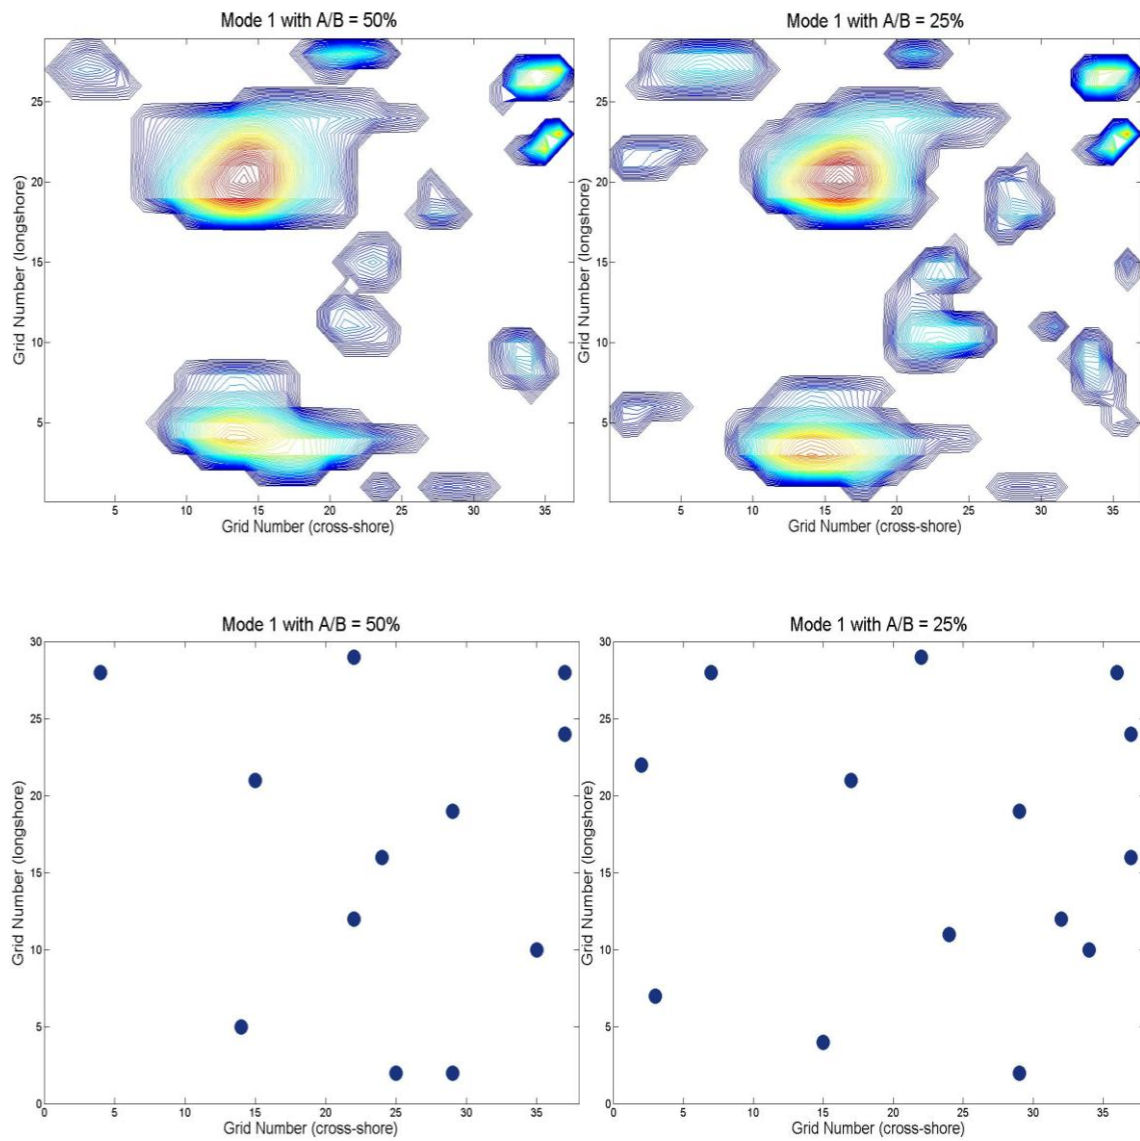 Mode 1 with A/B = 50%
Mode 1 with A/B = 25%
25
20
15
10
5
Grid Number (longshore)
5 10 15 20 25 30 35
Grid Number (cross-shore)
25
20
15
10
5
Grid Number (longshore)
5 10 15 20 25 30 35
Grid Number (cross-shore)
Mode 1 with A/B = 50%
Mode 1 with A/B = 25%
30
25
20
15
10
5
0
Grid Number (longshore)
0 5 10 15 20 25 30 35
Grid Number (cross-shore)
30
25
20
15
10
5
0
Grid Number (longshore)
0 5 10 15 20 25 30 35
Grid Number (cross-shore)